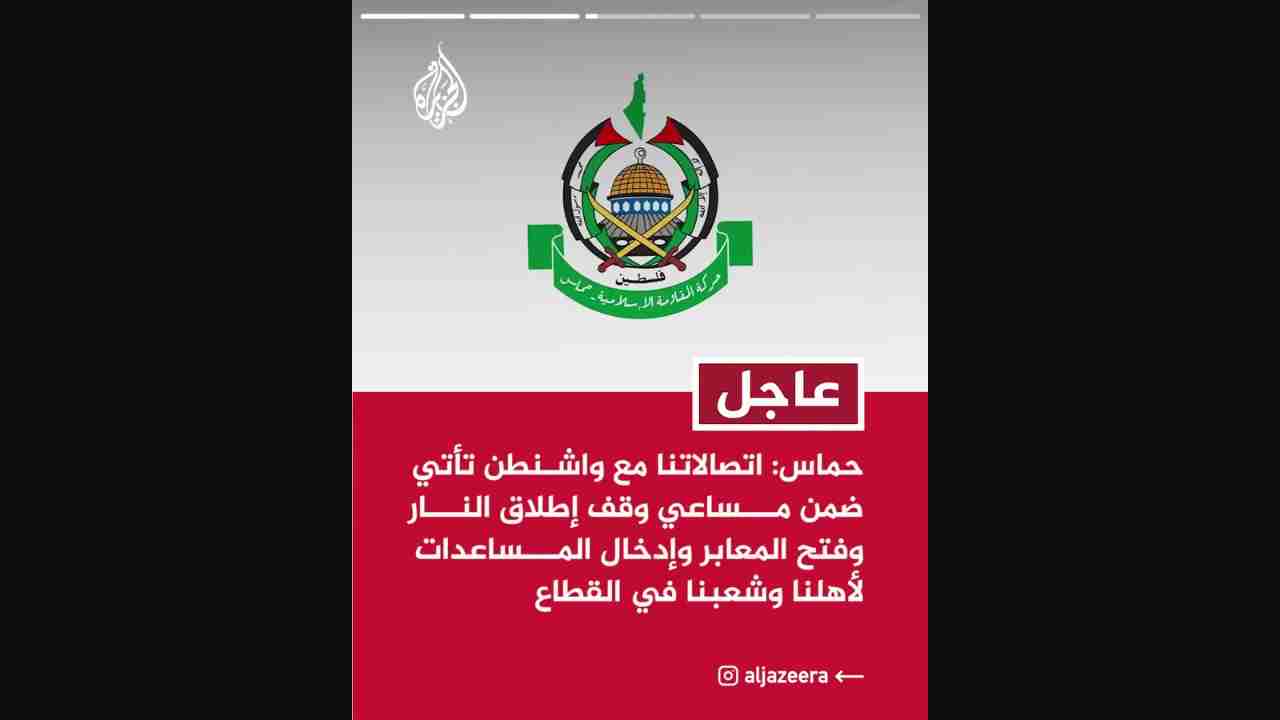 الجزيرة
فلسطين
حركة المقاومة الإسلامية - حماس
عاجل
حماس: اتصالاتنا مع واشنطن تأتي
ضمن مساعي وقف إطلاق النار
وفتح المعابر وإدخال المساعدات
لأهلنا وشعبنا في القطاع
aljazeera